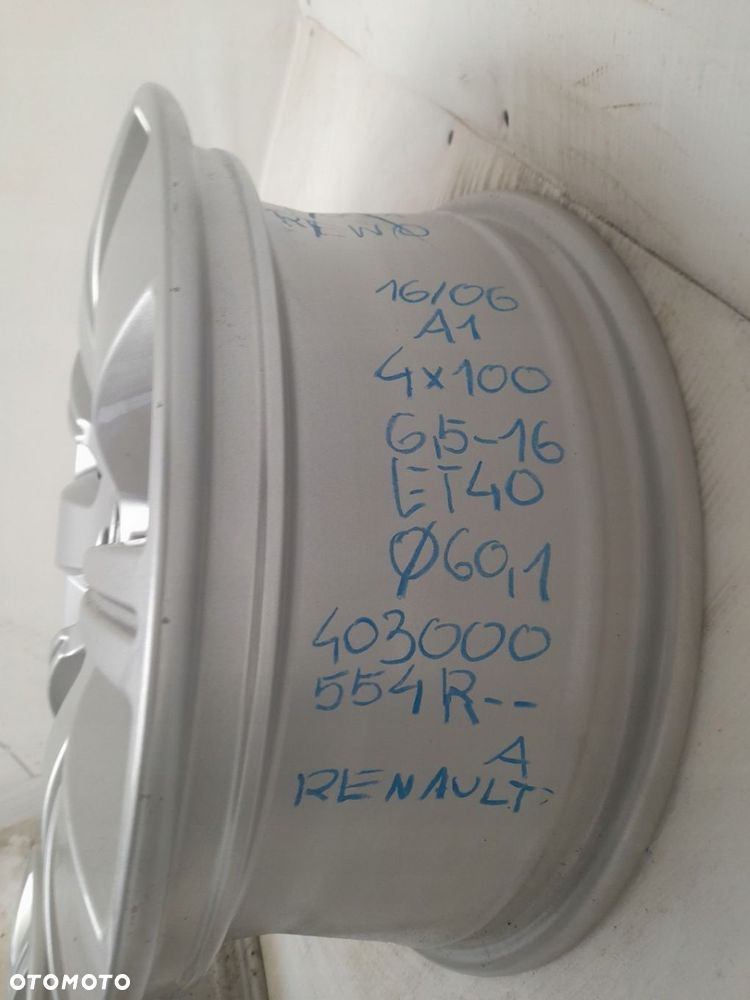 16/06
A1
4x100
6,5-16
ET40
Ø60,1
403000
554R--
A
RENAULT
OTOMOTO